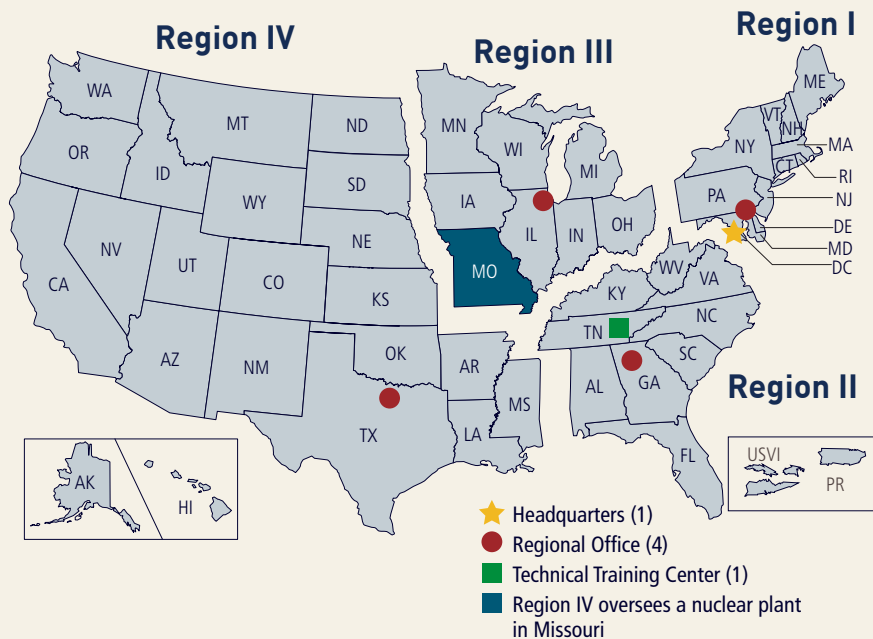 Region I
Region IV
Region III
WA
MT
ND
MN
ME
VT
NH
OR
ID
WI
NY
MA
SD
MI
CT
RI
WY
IA
PA
NJ
NE
OH
DE
NV
UT
IL
IN
MD
CO
MO
WV
DC
CA
KS
KY
VA
NC
TN
AZ
NM
OK
AR
SC
AL
GA
MS
Region II
TX
LA
FL
USVI
AK
HI
PR
Headquarters (1)
Regional Office (4)
Technical Training Center (1)
Region IV oversees a nuclear plant
in Missouri